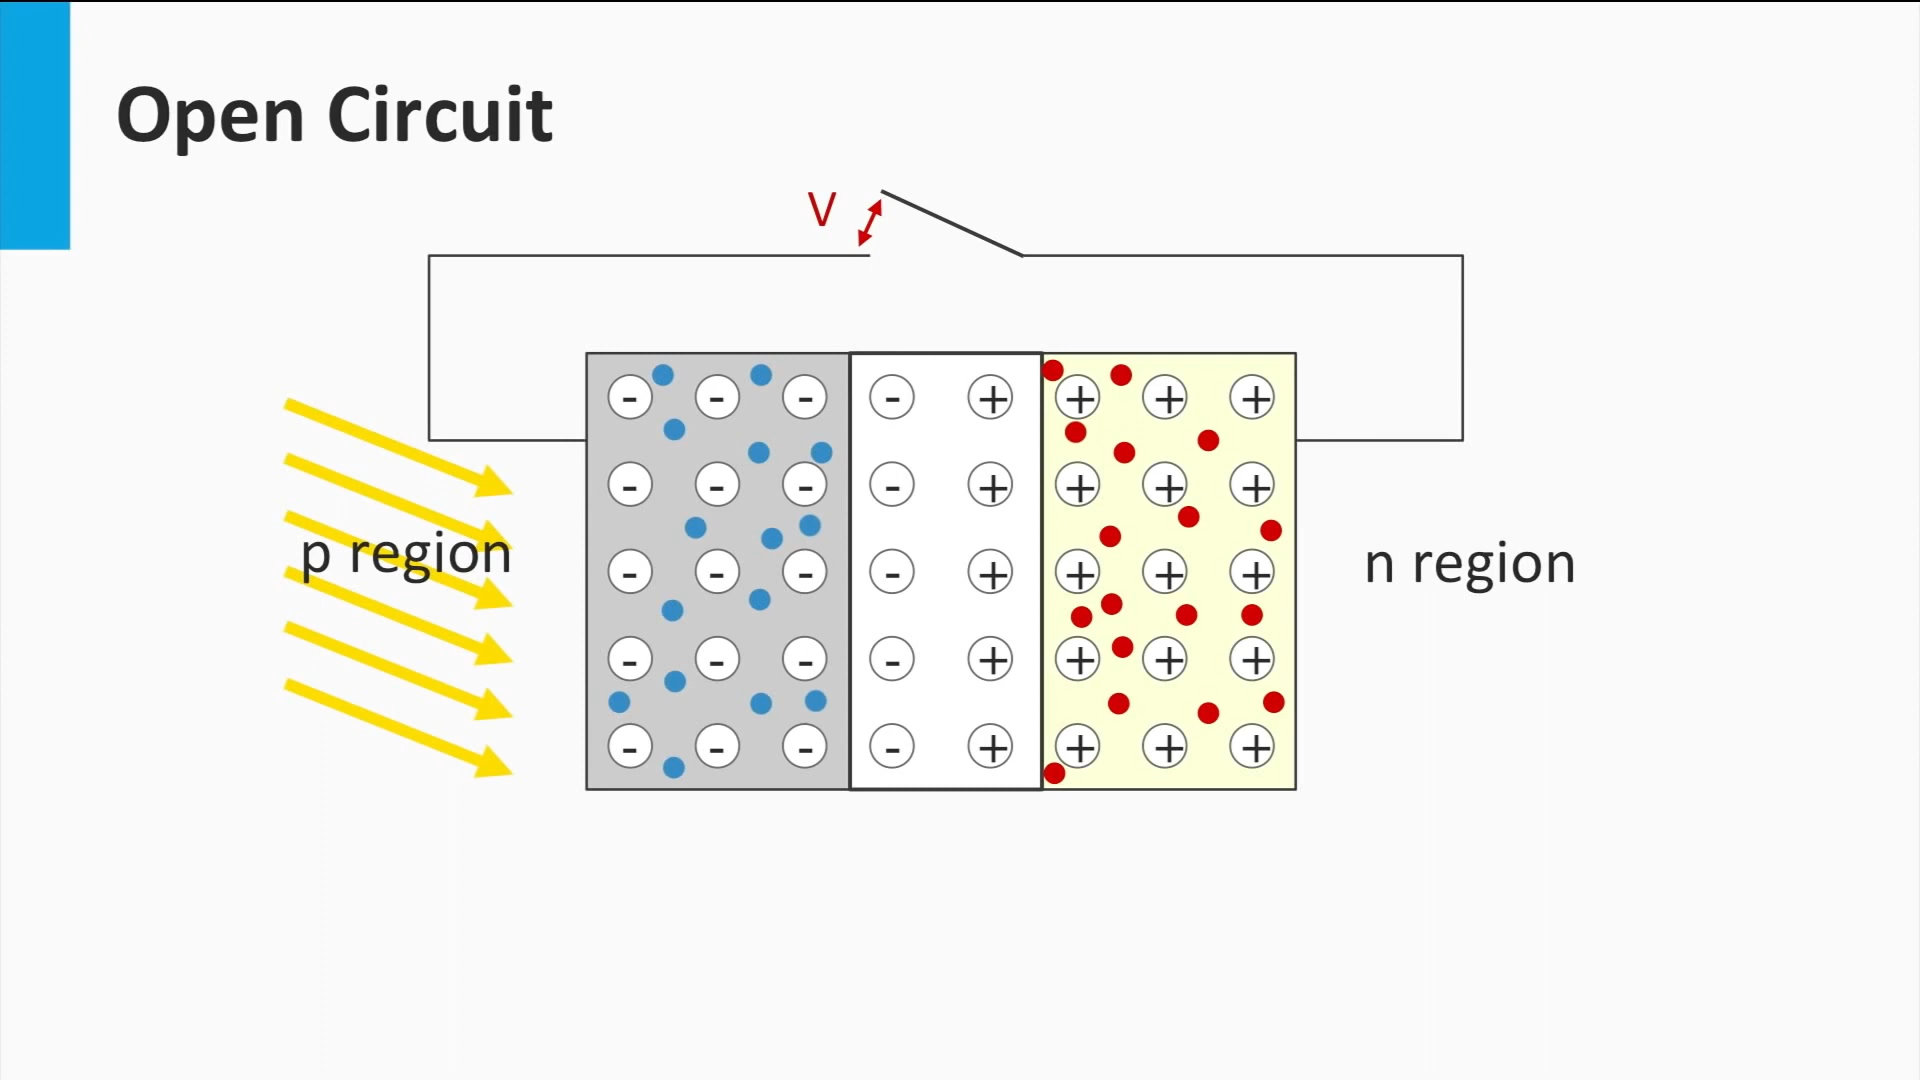 Open Circuit
V
- - - - + + + +
- - - - + + + +
p region
n region
- - - - + + + +
- - - - + + + +
- - - - + + + +